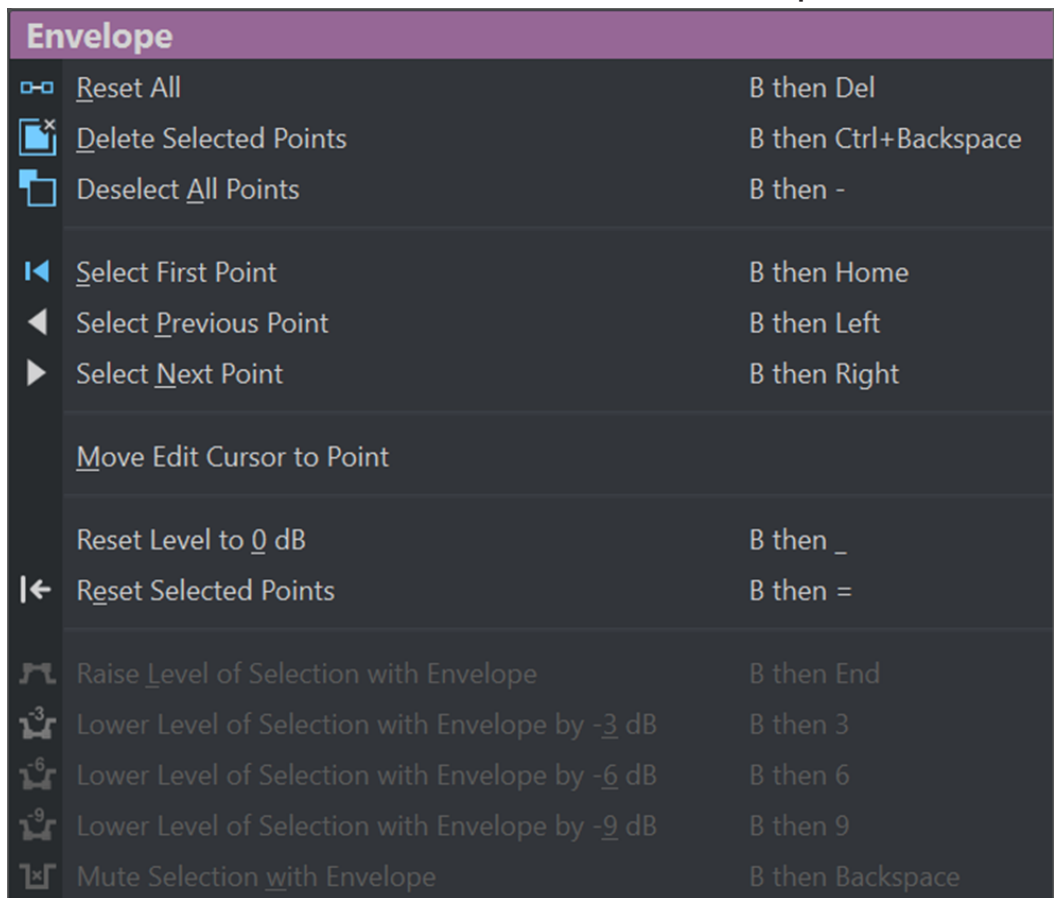 Envelope
Reset All B then Del
Delete Selected Points B then Ctrl+Backspace
Deselect All Points B then -
Select First Point B then Home
Select Previous Point B then Left
Select Next Point B then Right
Move Edit Cursor to Point
Reset Level to 0 dB B then _
Reset Selected Points B then =
Raise Level of Selection with Envelope B then End
-3 Lower Level of Selection with Envelope by -3 dB B then 3
-6 Lower Level of Selection with Envelope by -6 dB B then 6
-9 Lower Level of Selection with Envelope by -9 dB B then 9
Mute Selection with Envelope B then Backspace